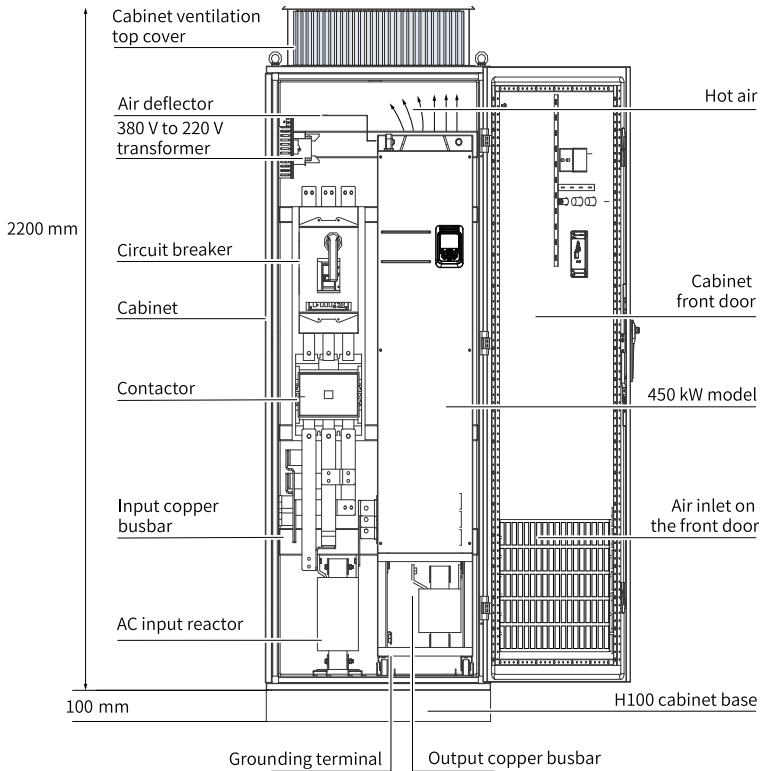 Cabinet ventilation
top cover
Air deflector
380 V to 220 V
transformer
Hot air
2200 mm
Circuit breaker
Cabinet
front door
Cabinet
Contactor
450 kW model
Input copper
busbar
Air inlet on
the front door
AC input reactor
100 mm
H100 cabinet base
Grounding terminal
Output copper busbar